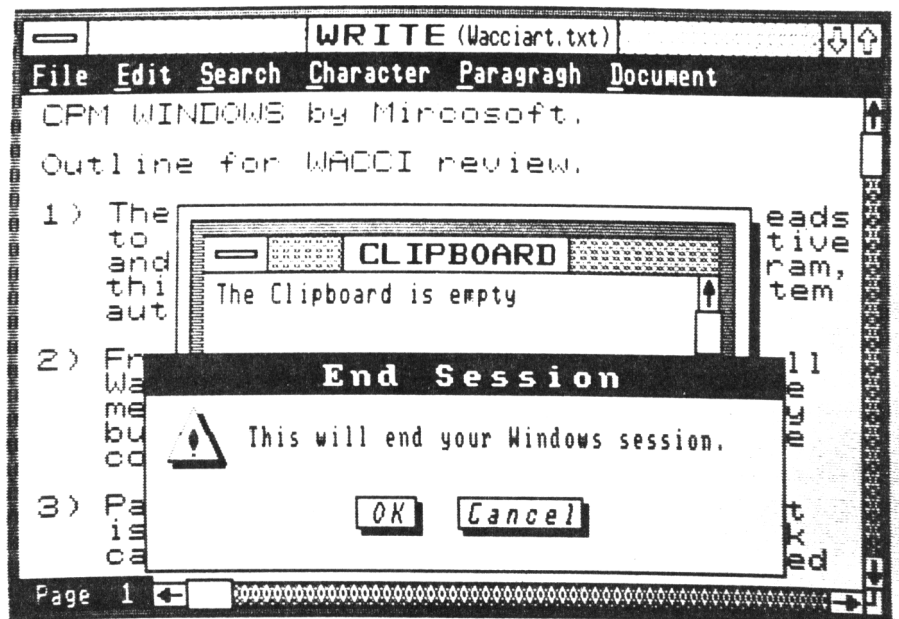 WRITE (Wacciart.txt)
File Edit Search Character Paragragh Document
CPM WINDOWS by Mircosoft.
Outline for WACCI review.
1) The eads
to tive
and ram,
thi tem
aut
CLIPBOARD
The Clipboard is empty
2) Fr ll
Wa e
me y
bu e
co
End Session
This will end your Windows session.
OK Cancel
3) Pa t
is k
ca ed
Page 1